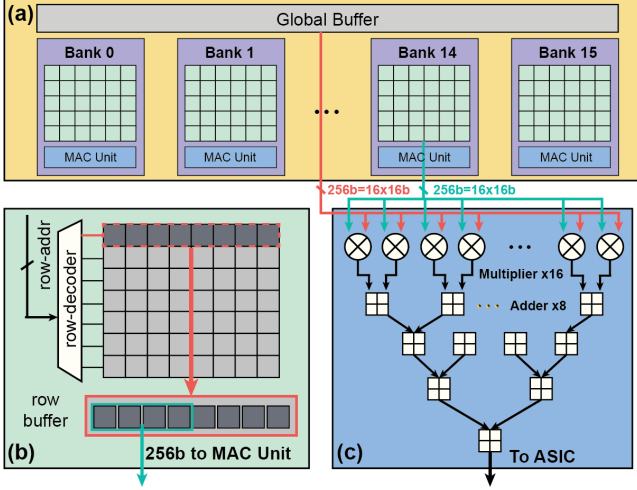 (a)
Global Buffer
Bank 0
Bank 1
Bank 14
Bank 15
...
MAC Unit
MAC Unit
MAC Unit
MAC Unit
256b=16x16b
256b=16x16b
row-addr
row-decoder
row
buffer
(b)
256b to MAC Unit
...
Multiplier x16
... Adder x8
(c)
To ASIC